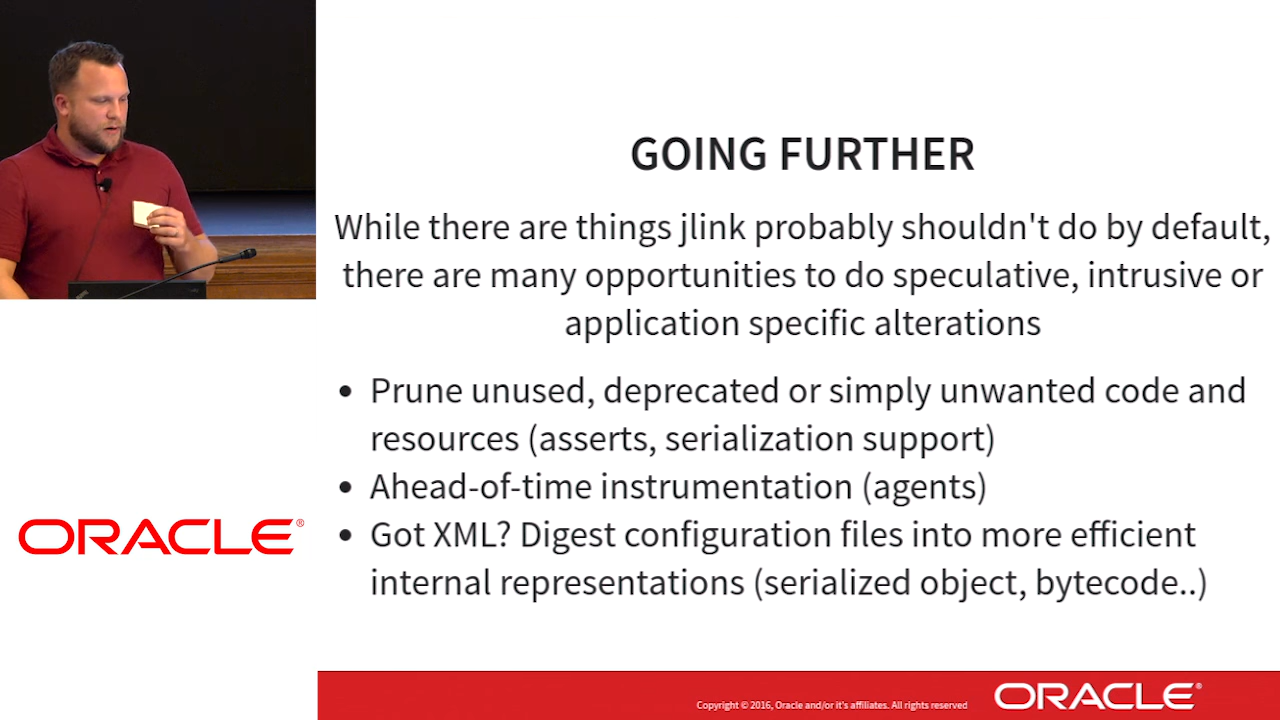 GOING FURTHER
While there are things jlink probably shouldn't do by default,
there are many opportunities to do speculative, intrusive or
application specific alterations
• Prune unused, deprecated or simply unwanted code and
resources (asserts, serialization support)
• Ahead-of-time instrumentation (agents)
• Got XML? Digest configuration files into more efficient
internal representations (serialized object, bytecode..)
ORACLE®
Copyright © 2016, Oracle and/or it's affiliates. All rights reserved
ORACLE®